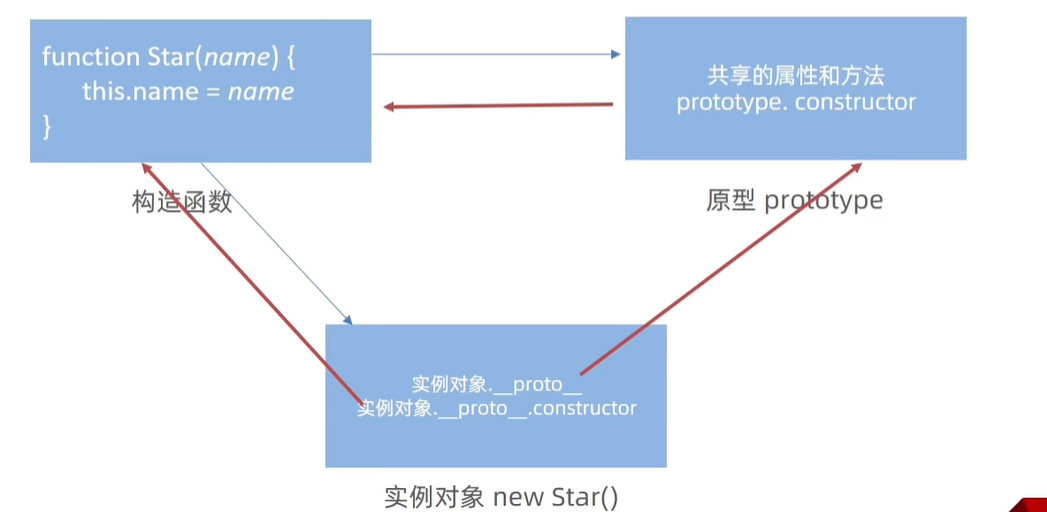 function Star(name) {
this.name = name
}
共享的属性和方法
prototype. constructor
构造函数
原型 prototype
实例对象.__proto__
实例对象.__proto__.constructor
实例对象 new Star()